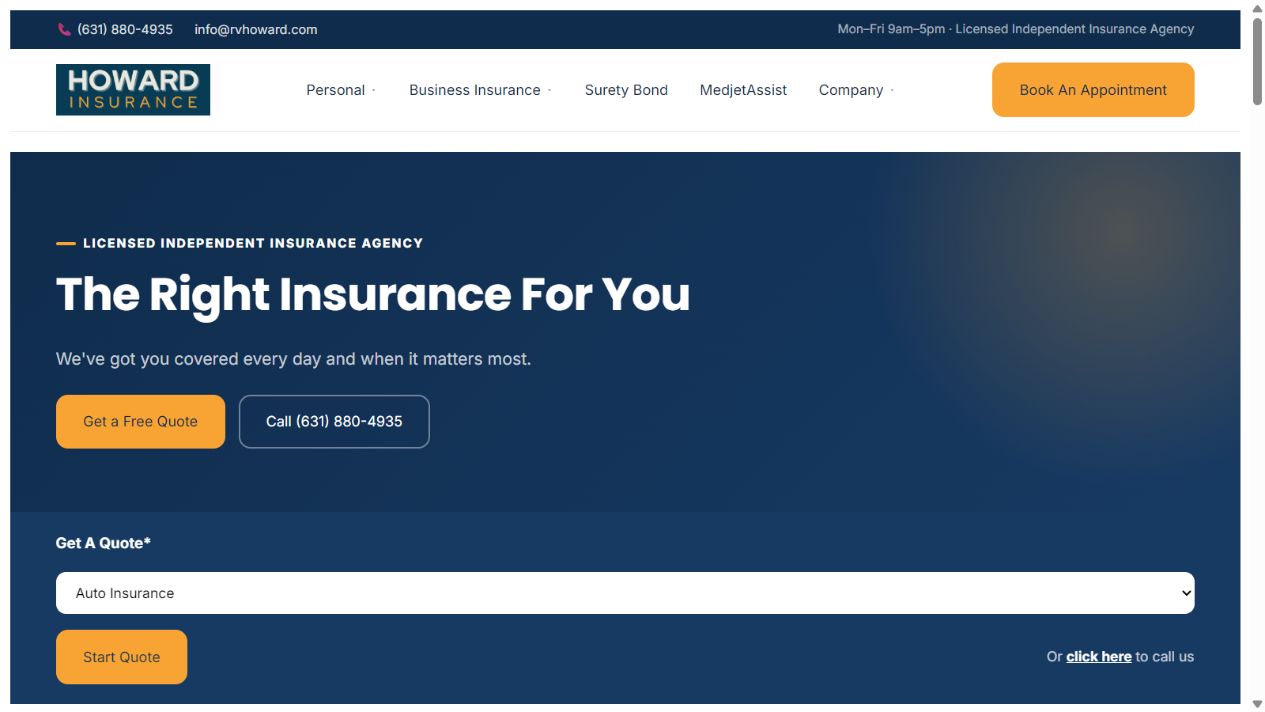 (631) 880-4935 info@rvhoward.com Mon–Fri 9am–5pm · Licensed Independent Insurance Agency
HOWARD
INSURANCE
Personal · Business Insurance · Surety Bond MedjetAssist Company · Book An Appointment
LICENSED INDEPENDENT INSURANCE AGENCY
The Right Insurance For You
We've got you covered every day and when it matters most.
Get a Free Quote Call (631) 880-4935
Get A Quote*
Auto Insurance
Start Quote Or click here to call us